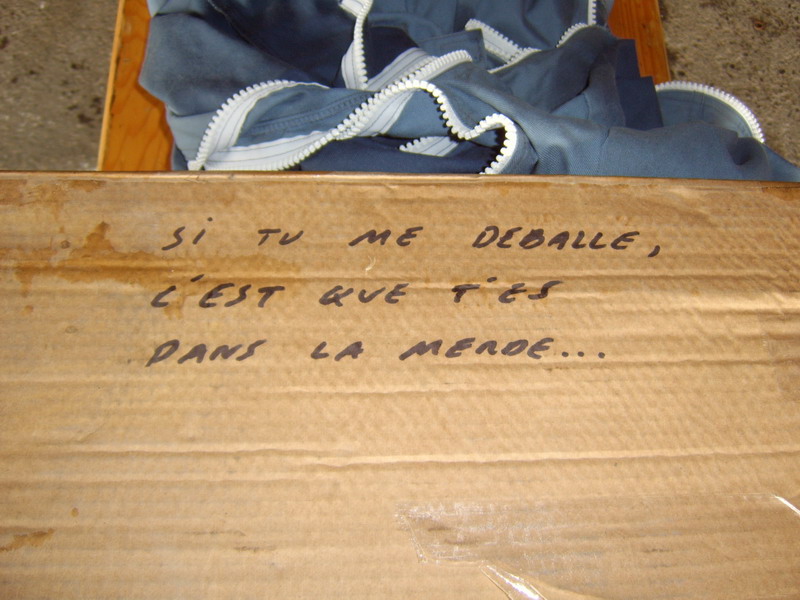 Si TU ME DEBALLE,
C'EST QUE T'ES
DANS LA MERDE...